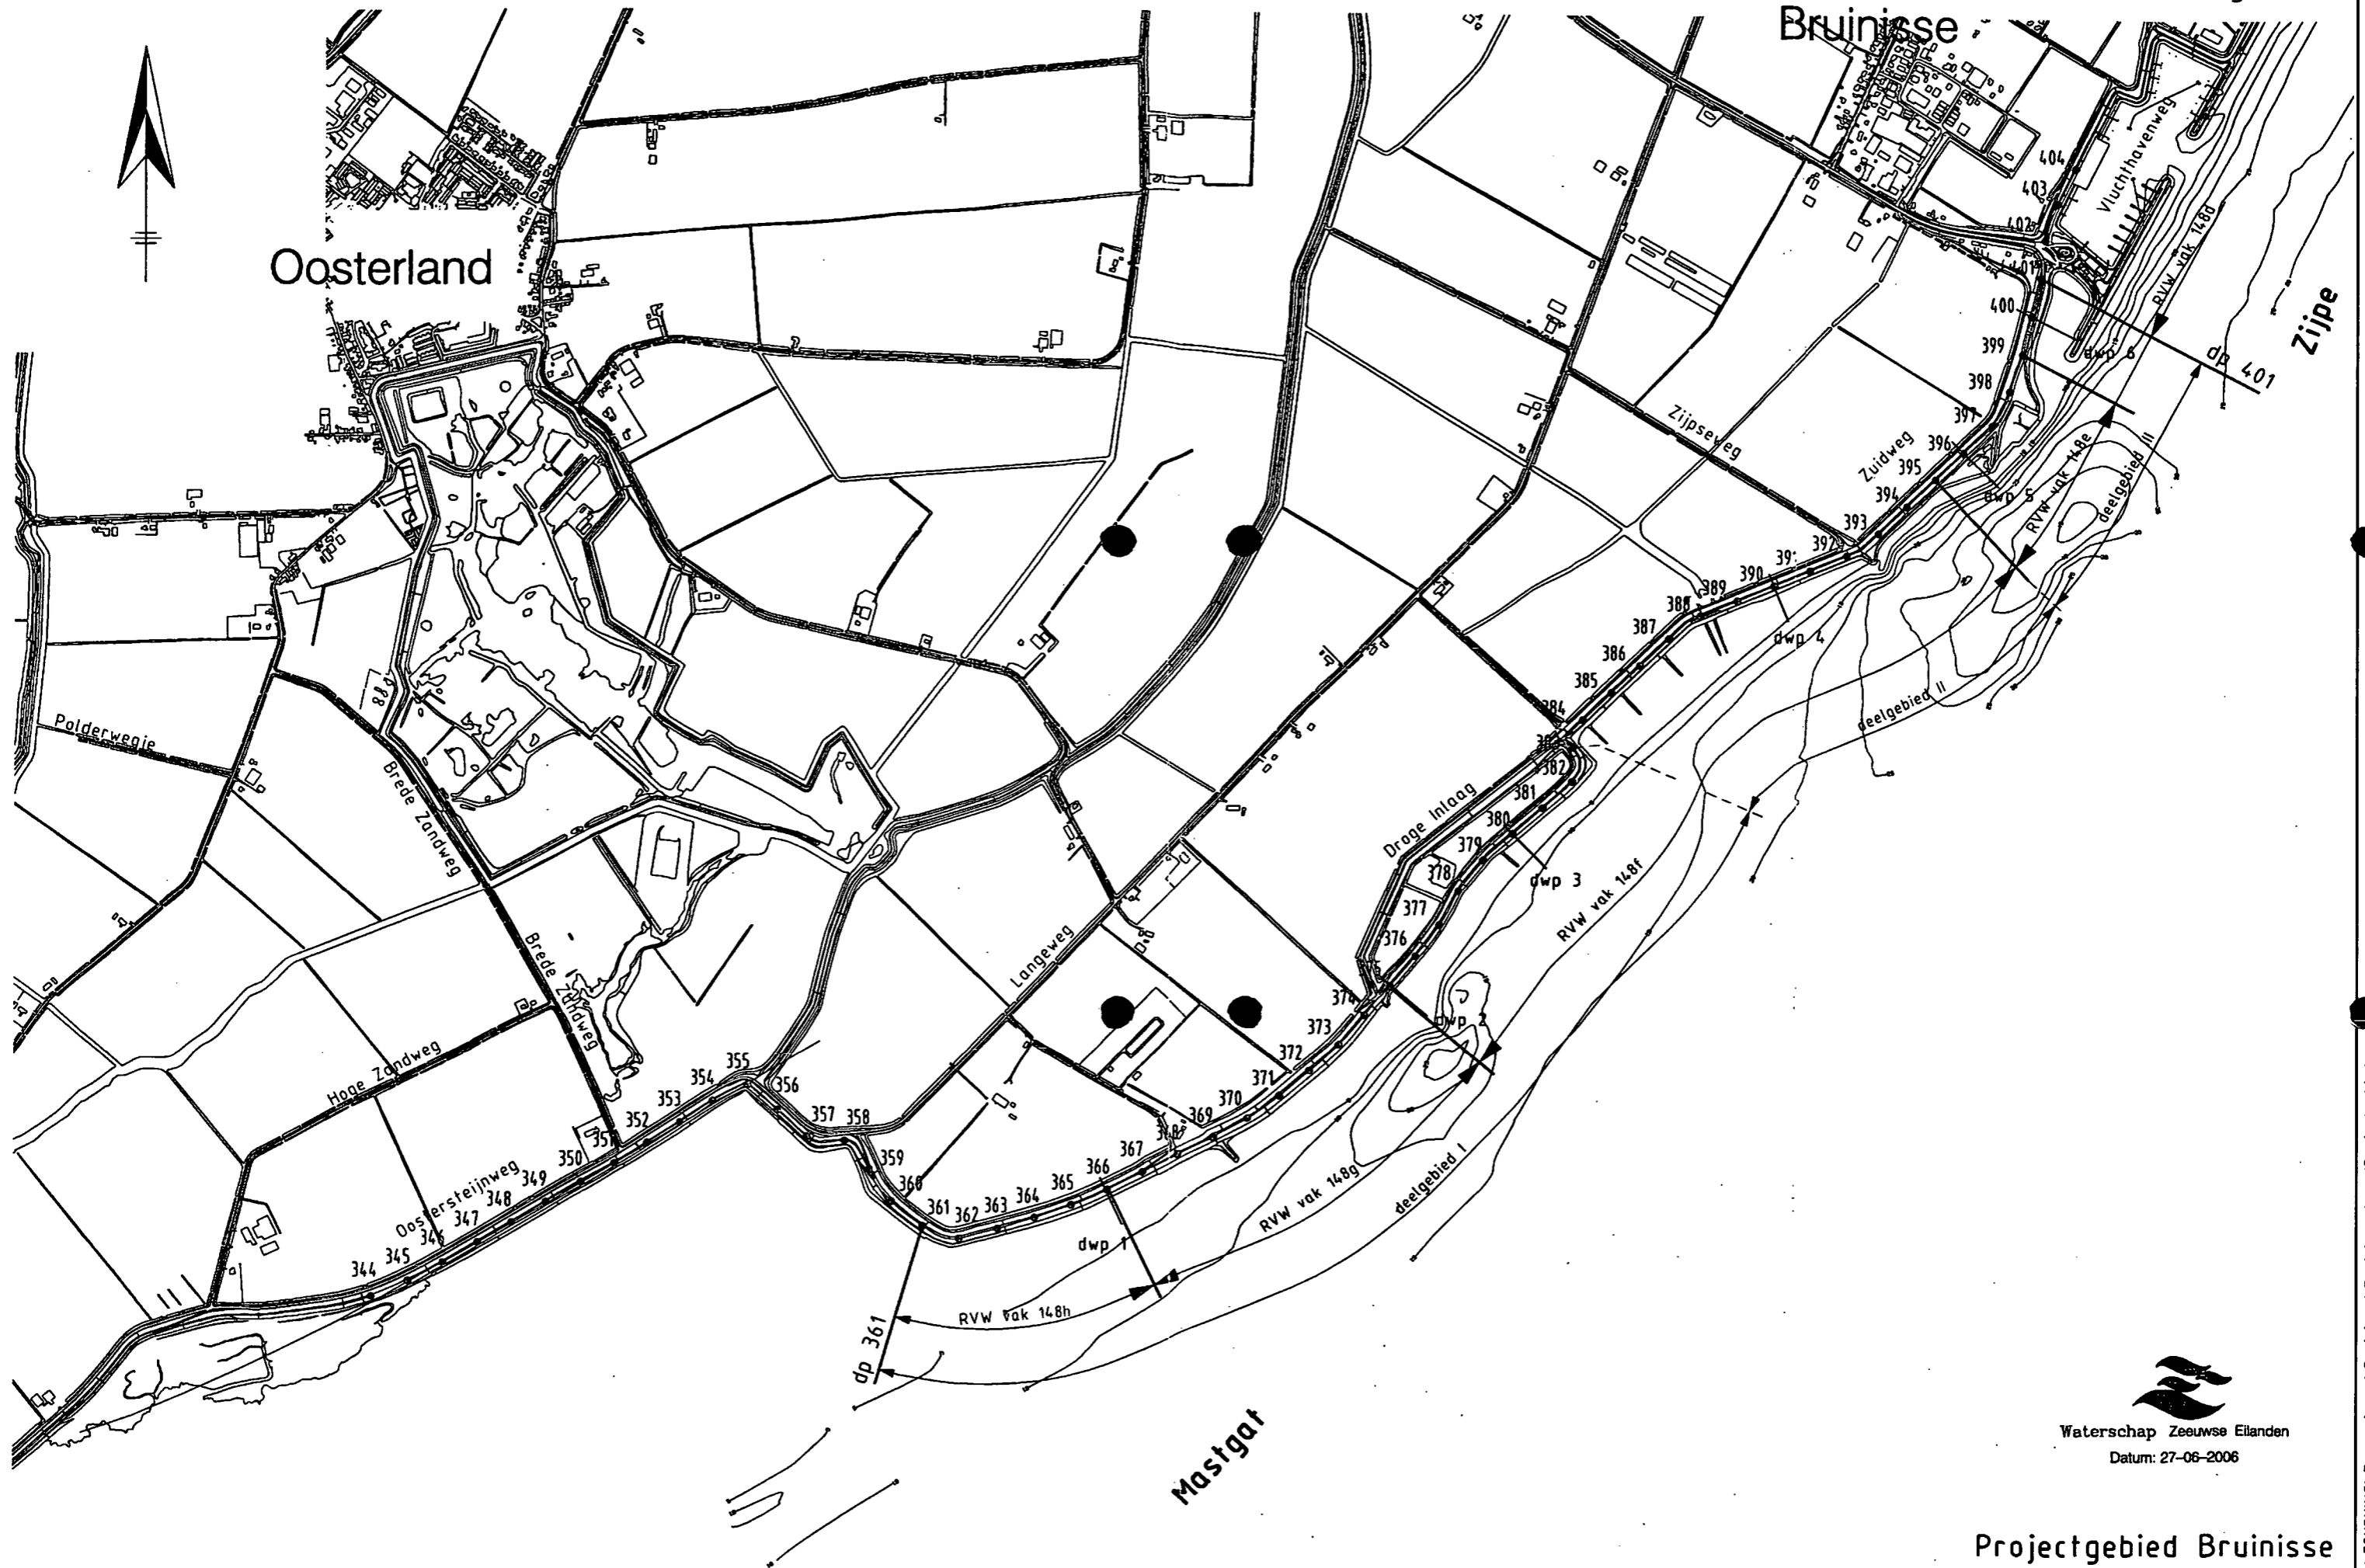 Bruinisse
Oosterland
Vluchthavenweg
404
403
402
401
400
399
398
397
396
395
394
393
392
391
390
389
388
387
386
385
384
382
381
380
379
378
377
376
374
373
372
371
370
369
367
366
365
364
363
362
361
360
359
358
357
356
355
354
353
352
351
350
349
348
347
346
345
344
RVW vak 148d
Zijpe
dp 401
dwp 6
RVW vak 148e
deelgebied III
dwp 5
Zuidweg
Zijpseweg
dwp 4
deelgebied II
Droge Inlaag
dwp 3
RVW vak 148f
dwp 2
Langeweg
Polderwegje
Brede Zandweg
Brede Zandweg
Hoge Zandweg
Oostersteijnweg
RVW vak 148g
deelgebied I
dwp 1
RVW vak 148h
dp 361
Mastgat
Waterschap Zeeuwse Eilanden
Datum: 27-06-2006
Projectgebied Bruinisse